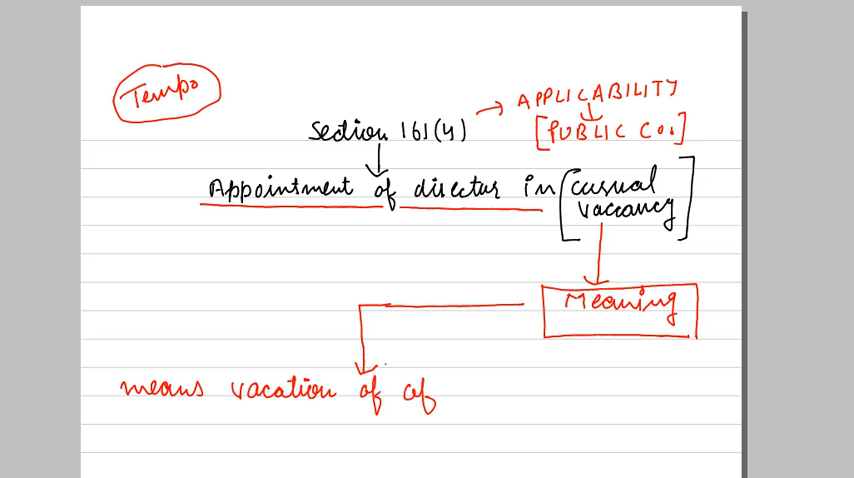 Tempo
APPLICABILITY
Section 161(4)
[PUBLIC CO.]
Appointment of director in [casual
vaccancy]
Meaning
means vacation of of